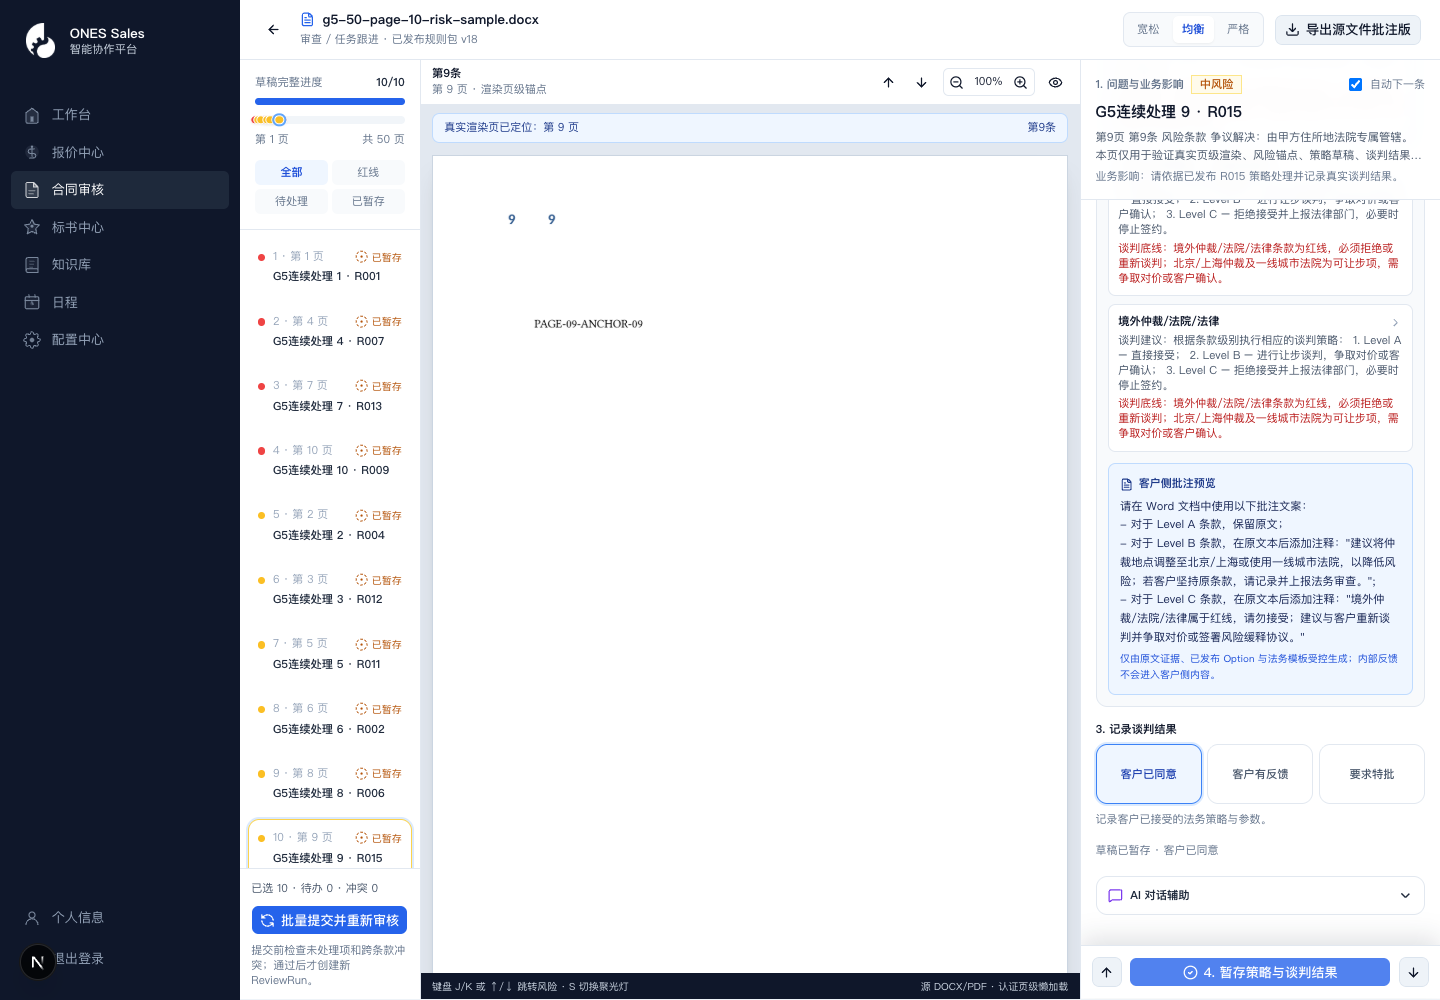 ONES Sales
智能协作平台
工作台
报价中心
合同审核
标书中心
知识库
日程
配置中心
个人信息
退出登录
N
g5-50-page-10-risk-sample.docx
审查 / 任务跟进 · 已发布规则包 v18
宽松
均衡
严格
导出源文件批注版
草稿完整进度
10/10
第 1 页
共 50 页
全部
红线
待处理
已暂存
1 · 第 1 页
已暂存
G5连续处理 1 · R001
2 · 第 4 页
已暂存
G5连续处理 4 · R007
3 · 第 7 页
已暂存
G5连续处理 7 · R013
4 · 第 10 页
已暂存
G5连续处理 10 · R009
5 · 第 2 页
已暂存
G5连续处理 2 · R004
6 · 第 3 页
已暂存
G5连续处理 3 · R012
7 · 第 5 页
已暂存
G5连续处理 5 · R011
8 · 第 6 页
已暂存
G5连续处理 6 · R002
9 · 第 8 页
已暂存
G5连续处理 8 · R006
10 · 第 9 页
已暂存
G5连续处理 9 · R015
已选 10 · 待办 0 · 冲突 0
批量提交并重新审核
提交前检查未处理项和跨条款冲
突；通过后才创建新
ReviewRun。
第9条
第 9 页 · 渲染页级锚点
100%
真实渲染页已定位：第 9 页
第9条
9 9
PAGE-09-ANCHOR-09
键盘 J/K 或 ↑/↓ 跳转风险 · S 切换聚光灯
源 DOCX/PDF · 认证页级懒加载
1. 问题与业务影响
中风险
自动下一条
G5连续处理 9 · R015
第9页 第9条 风险条款 争议解决：由甲方住所地法院专属管辖。
本页仅用于验证真实页级渲染、风险锚点、策略草稿、谈判结果...
业务影响：请依据已发布 R015 策略处理并记录真实谈判结果。
— 直接接受； 2. Level B — 进行让步谈判，争取对价或客
户确认； 3. Level C — 拒绝接受并上报法律部门，必要时
停止签约。
谈判底线：境外仲裁/法院/法律条款为红线，必须拒绝或
重新谈判；北京/上海仲裁及一线城市法院为可让步项，需
争取对价或客户确认。
境外仲裁/法院/法律
谈判建议：根据条款级别执行相应的谈判策略： 1. Level A
— 直接接受； 2. Level B — 进行让步谈判，争取对价或客
户确认； 3. Level C — 拒绝接受并上报法律部门，必要时
停止签约。
谈判底线：境外仲裁/法院/法律条款为红线，必须拒绝或
重新谈判；北京/上海仲裁及一线城市法院为可让步项，需
争取对价或客户确认。
客户侧批注预览
请在 Word 文档中使用以下批注文案：
- 对于 Level A 条款，保留原文；
- 对于 Level B 条款，在原文本后添加注释："建议将仲
裁地点调整至北京/上海或使用一线城市法院，以降低风
险；若客户坚持原条款，请记录并上报法务审查。"；
- 对于 Level C 条款，在原文本后添加注释："境外仲
裁/法院/法律属于红线，请勿接受；建议与客户重新谈
判并争取对价或签署风险缓释协议。"
仅由原文证据、已发布 Option 与法务模板受控生成；内部反馈
不会进入客户侧内容。
3. 记录谈判结果
客户已同意
客户有反馈
要求特批
记录客户已接受的法务策略与参数。
草稿已暂存 · 客户已同意
AI 对话辅助
4. 暂存策略与谈判结果